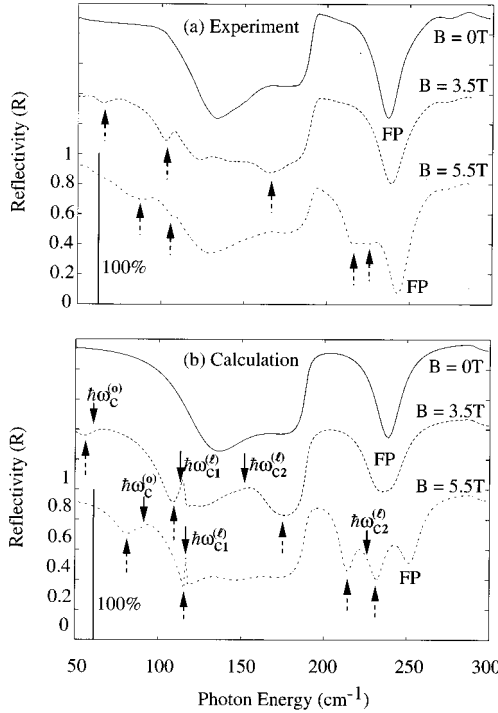 (a) Experiment
B = 0T
B = 3.5T
FP
B = 5.5T
FP
100%
Reflectivity (R)
1
0.8
0.6
0.4
0.2
0
(b) Calculation
B = 0T
ħω_C^(o)
B = 3.5T
FP
ħω_C1^(ℓ)
ħω_C2^(ℓ)
ħω_C^(o)
B = 5.5T
ħω_C2^(ℓ)
ħω_C1^(ℓ)
FP
100%
Reflectivity (R)
1
0.8
0.6
0.4
0.2
0
50 100 150 200 250 300
Photon Energy (cm⁻¹)